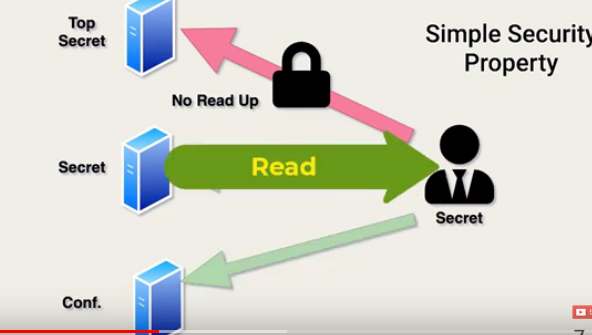 Top
Secret
Simple Security
Property
No Read Up
Secret
Read
Secret
Conf.